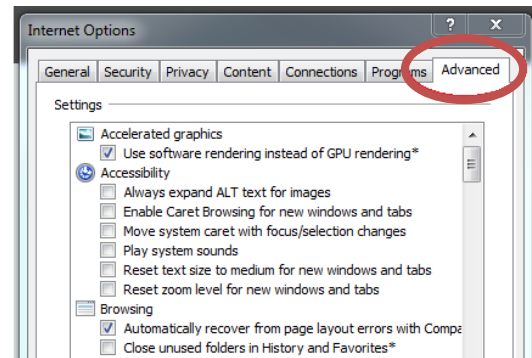 Internet Options
? X
General Security Privacy Content Connections Programs Advanced
Settings
Accelerated graphics
Use software rendering instead of GPU rendering*
Accessibility
Always expand ALT text for images
Enable Caret Browsing for new windows and tabs
Move system caret with focus/selection changes
Play system sounds
Reset text size to medium for new windows and tabs
Reset zoom level for new windows and tabs
Browsing
Automatically recover from page layout errors with Compa
Close unused folders in History and Favorites*